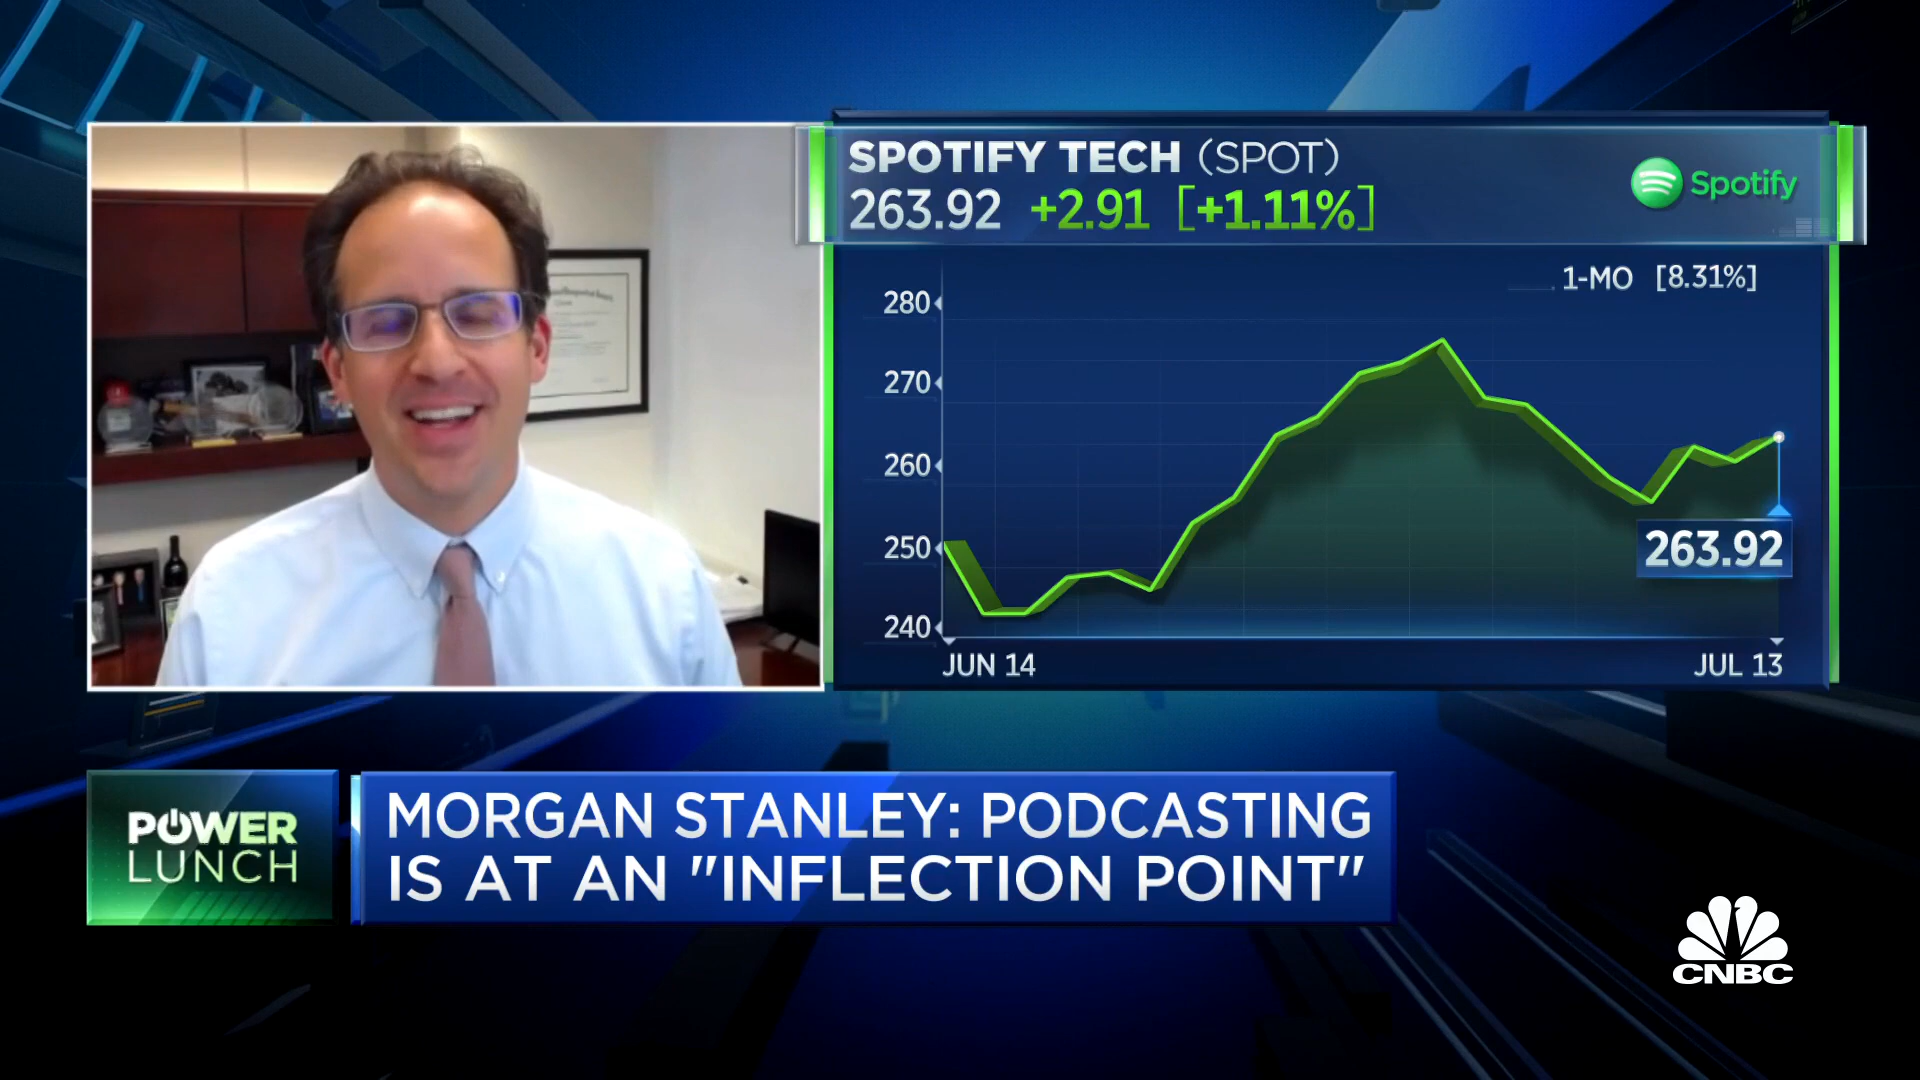 SPOTIFY TECH (SPOT)
263.92 +2.91 [+1.11%]
Spotify
1-MO [8.31%]
280
270
260
250
240
263.92
JUN 14
JUL 13
POWER
LUNCH
MORGAN STANLEY: PODCASTING
IS AT AN "INFLECTION POINT"
CNBC